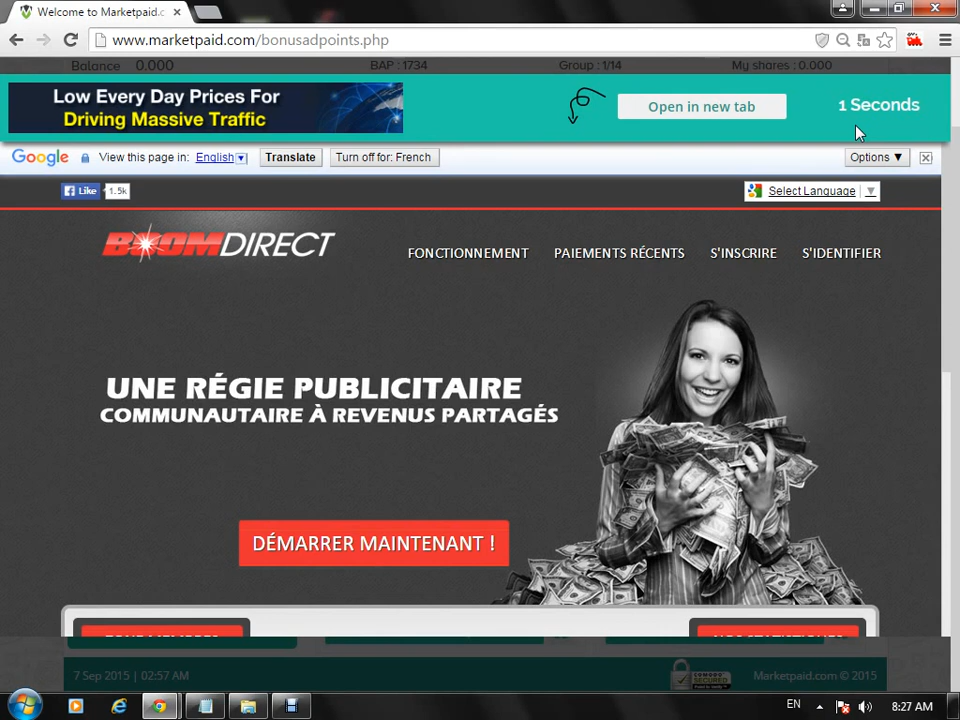 Welcome to Marketpaid.c
www.marketpaid.com/bonusadpoints.php
Balance 0.000 BAP : 1734 Group : 1/14 My shares : 0.000
Low Every Day Prices For
Driving Massive Traffic
Open in new tab
1 Seconds
Google View this page in: English Translate Turn off for: French Options
Like 1.5k
Select Language
BOOMDIRECT
FONCTIONNEMENT PAIEMENTS RÉCENTS S'INSCRIRE S'IDENTIFIER
UNE RÉGIE PUBLICITAIRE
COMMUNAUTAIRE À REVENUS PARTAGÉS
DÉMARRER MAINTENANT !
7 Sep 2015 | 02:57 AM
COMODO
SECURED
Marketpaid.com © 2015
EN
8:27 AM